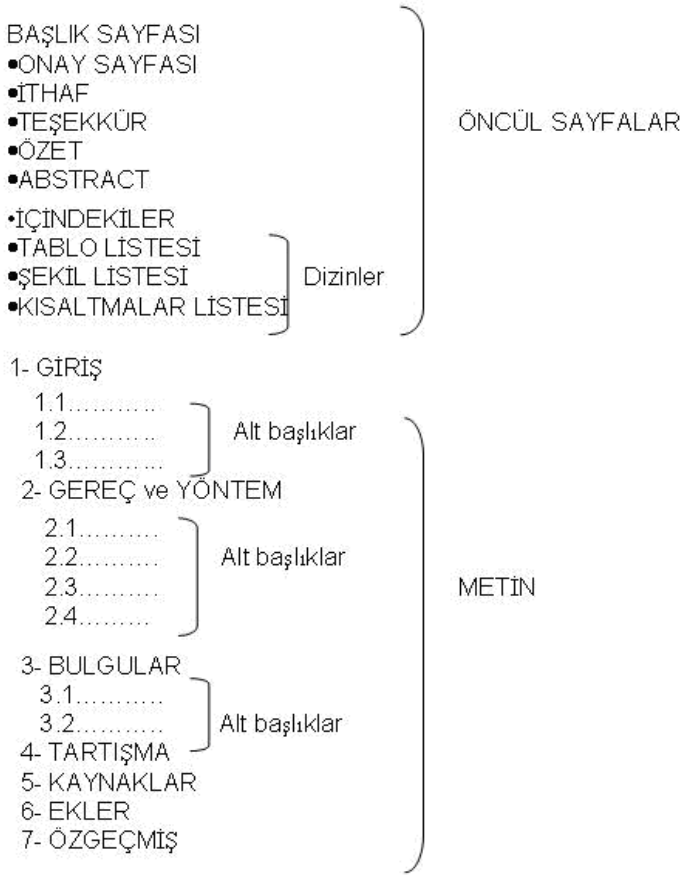 BAŞLIK SAYFASI
•ONAY SAYFASI
•İTHAF
•TEŞEKKÜR
•ÖZET
•ABSTRACT
ÖNCÜL SAYFALAR
•İÇİNDEKİLER
•TABLO LİSTESİ
•ŞEKİL LİSTESİ
•KISALTMALAR LİSTESİ
Dizinler
1- GİRİŞ
1.1...........
1.2...........
1.3............
Alt başlıklar
2- GEREÇ ve YÖNTEM
2.1..........
2.2..........
2.3..........
2.4.........
Alt başlıklar
METİN
3- BULGULAR
3.1...........
3.2...........
Alt başlıklar
4- TARTIŞMA
5- KAYNAKLAR
6- EKLER
7- ÖZGEÇMİŞ